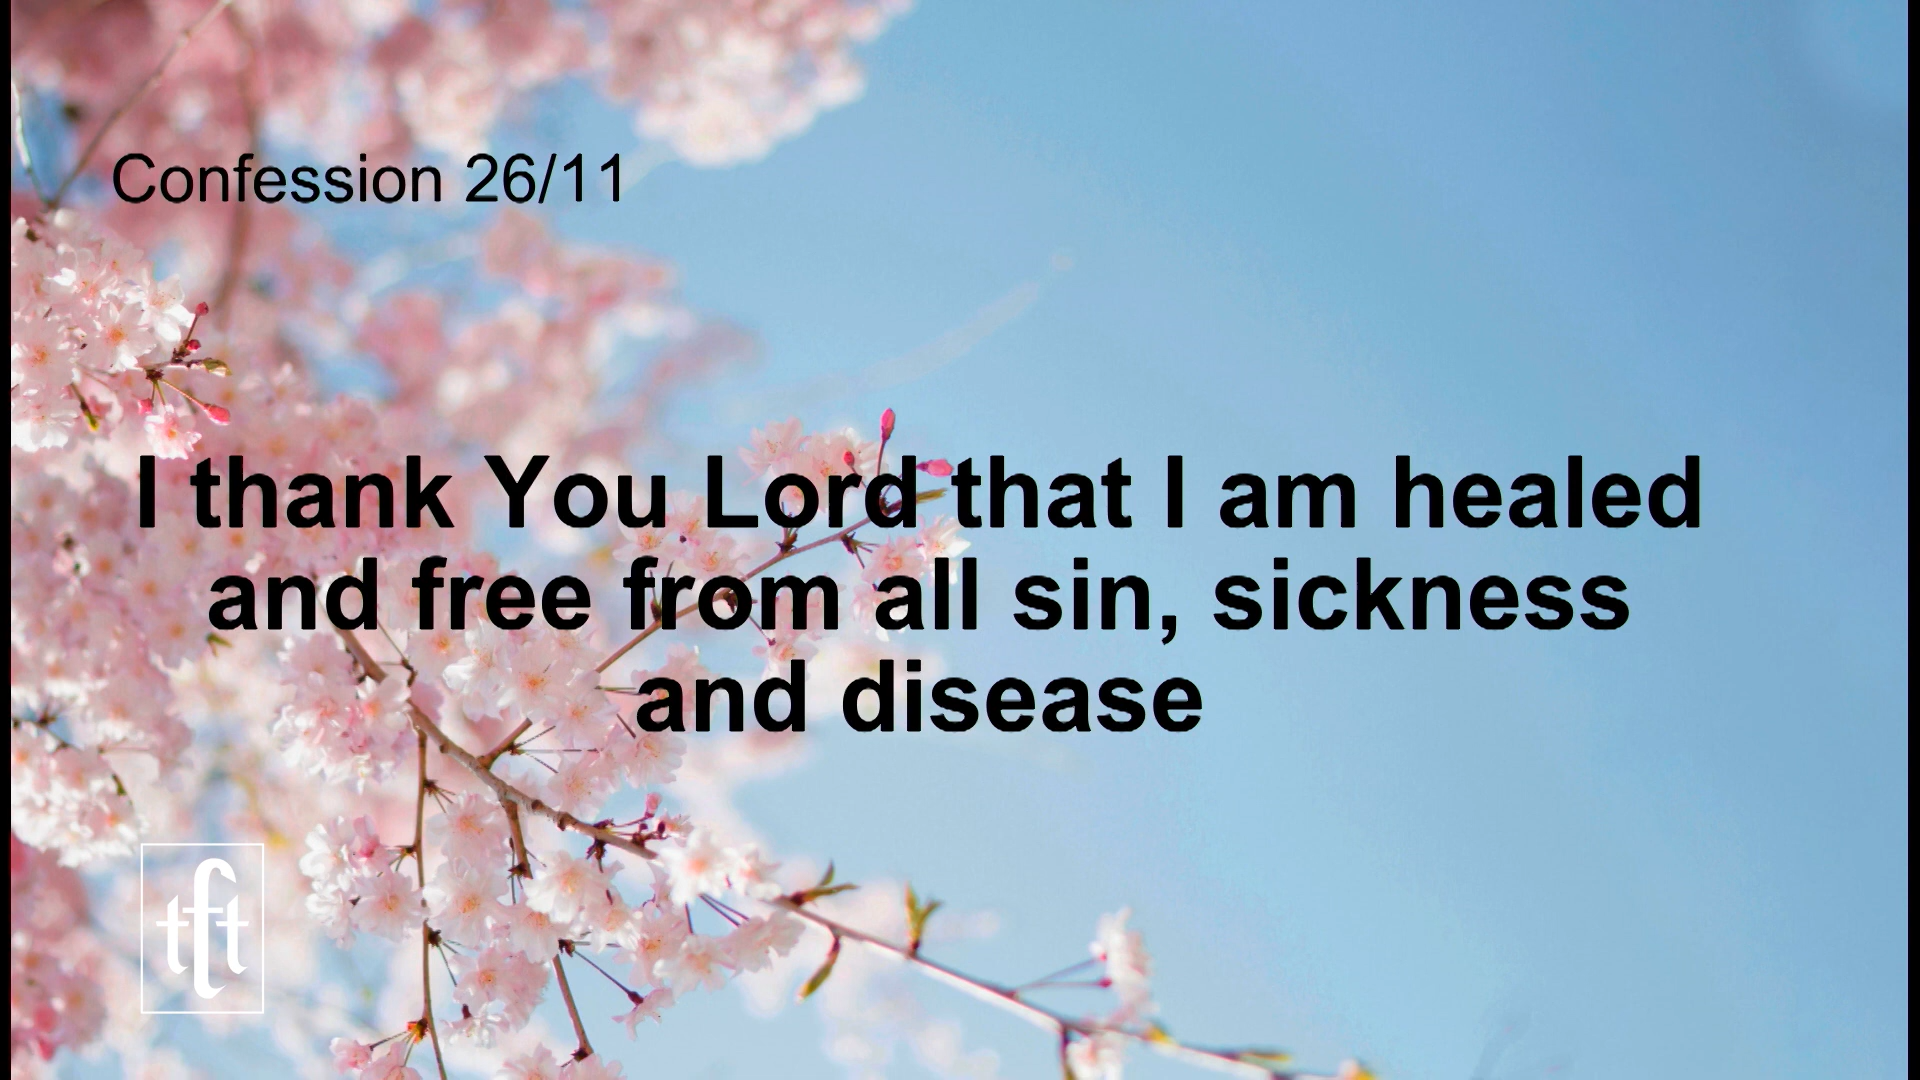 Confession 26/11
I thank You Lord that I am healed
and free from all sin, sickness
and disease
tft